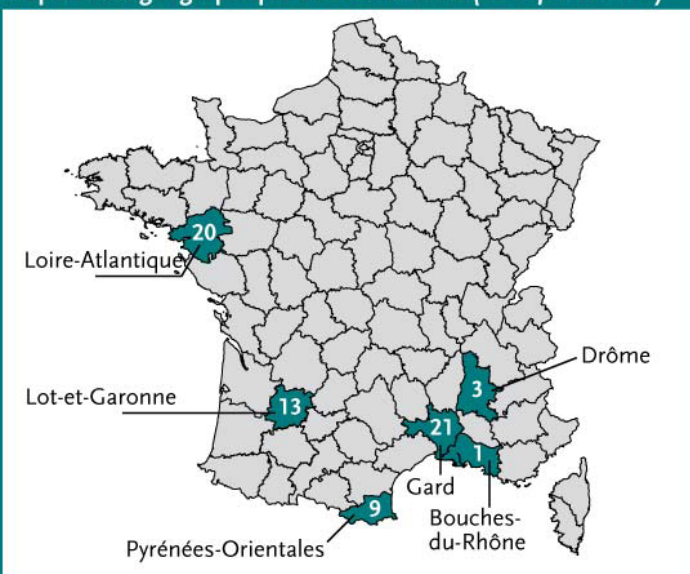 20
Loire-Atlantique
Drôme
3
Lot-et-Garonne
13
21
1
Gard
9
Bouches-
du-Rhône
Pyrénées-Orientales